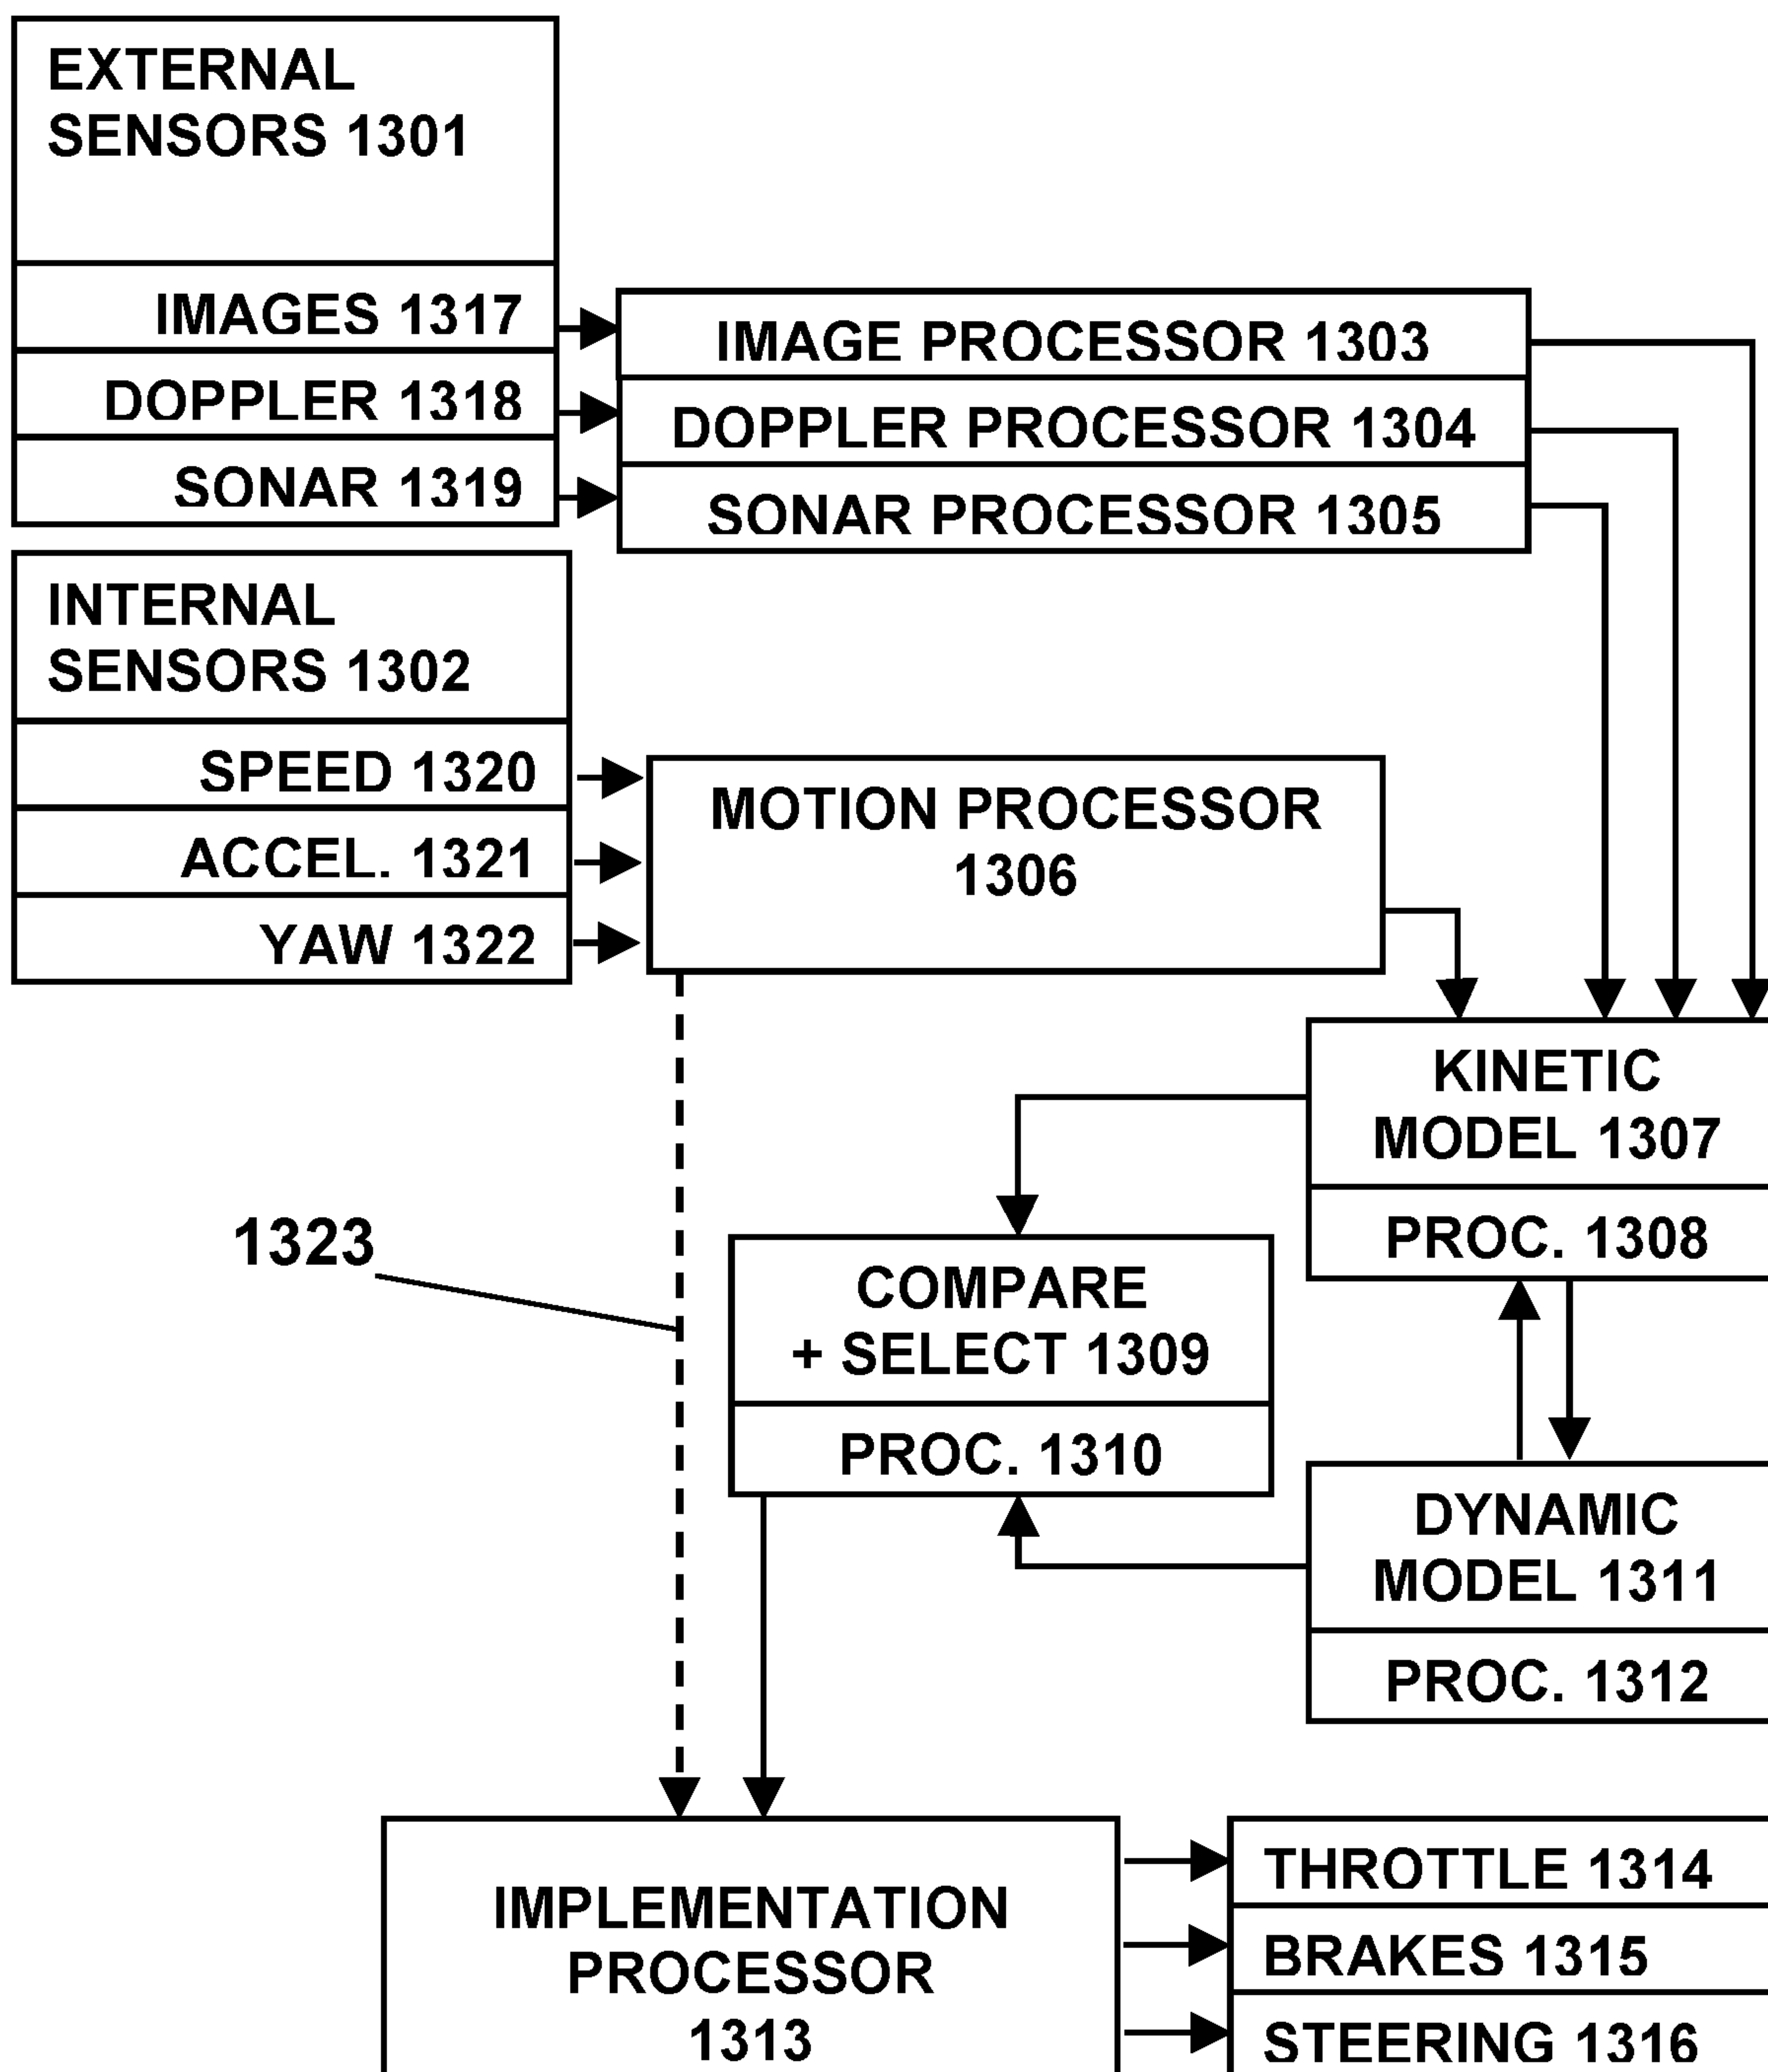 EXTERNAL
SENSORS 1301
IMAGES 1317
DOPPLER 1318
SONAR 1319
IMAGE PROCESSOR 1303
DOPPLER PROCESSOR 1304
SONAR PROCESSOR 1305
INTERNAL
SENSORS 1302
SPEED 1320
ACCEL. 1321
YAW 1322
MOTION PROCESSOR
1306
KINETIC
MODEL 1307
PROC. 1308
1323
COMPARE
+ SELECT 1309
PROC. 1310
DYNAMIC
MODEL 1311
PROC. 1312
IMPLEMENTATION
PROCESSOR
1313
THROTTLE 1314
BRAKES 1315
STEERING 1316